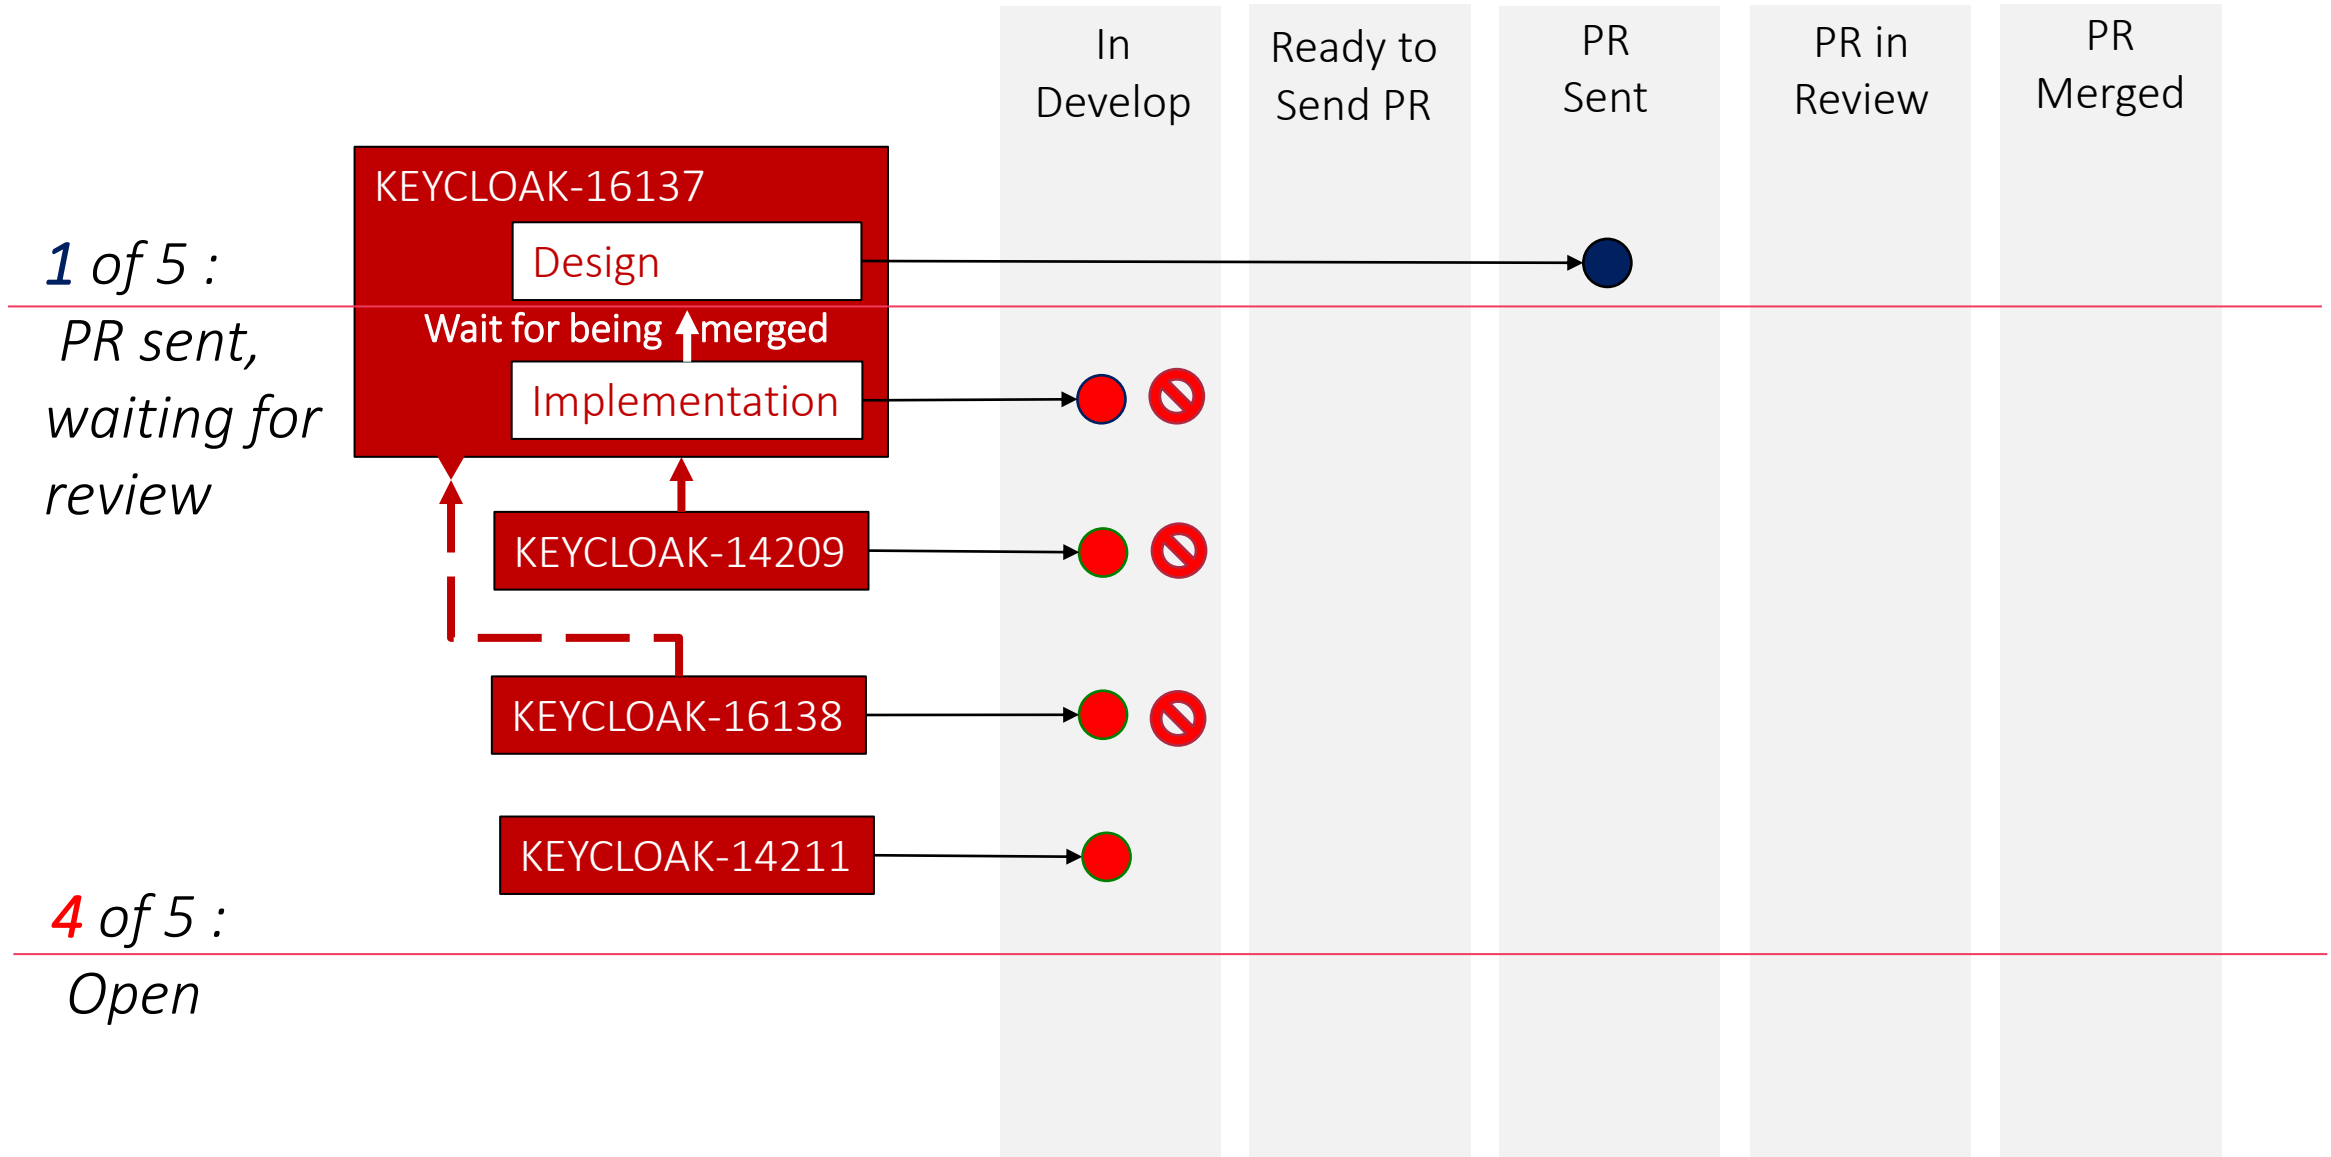 In
Develop
Ready to
Send PR
PR
Sent
PR in
Review
PR
Merged
KEYCLOAK-16137
Design
Wait for being merged
Implementation
1 of 5 :
PR sent,
waiting for
review
KEYCLOAK-14209
KEYCLOAK-16138
KEYCLOAK-14211
4 of 5 :
Open